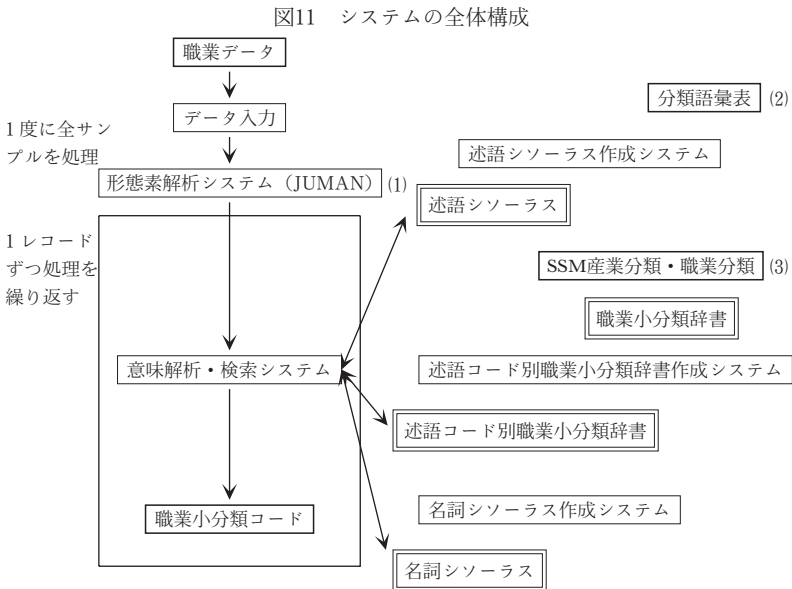 図11　システムの全体構成
職業データ
分類語彙表 (2)
データ入力
1度に全サン
プルを処理
述語シソーラス作成システム
形態素解析システム（JUMAN） (1)
述語シソーラス
1レコード
ずつ処理を
繰り返す
SSM産業分類・職業分類 (3)
職業小分類辞書
意味解析・検索システム
述語コード別職業小分類辞書作成システム
述語コード別職業小分類辞書
名詞シソーラス作成システム
職業小分類コード
名詞シソーラス